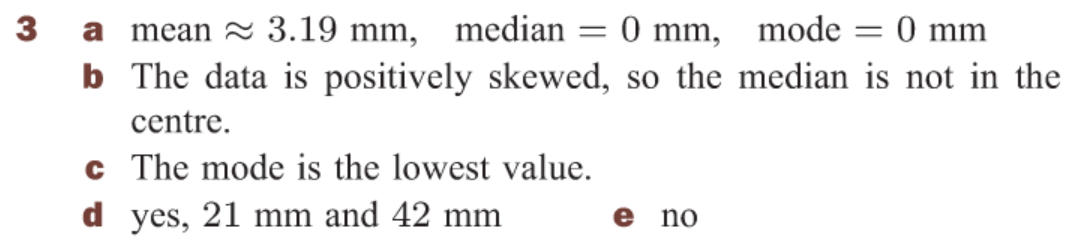 3 a mean ≈ 3.19 mm, median = 0 mm, mode = 0 mm
b The data is positively skewed, so the median is not in the
centre.
c The mode is the lowest value.
d yes, 21 mm and 42 mm e no